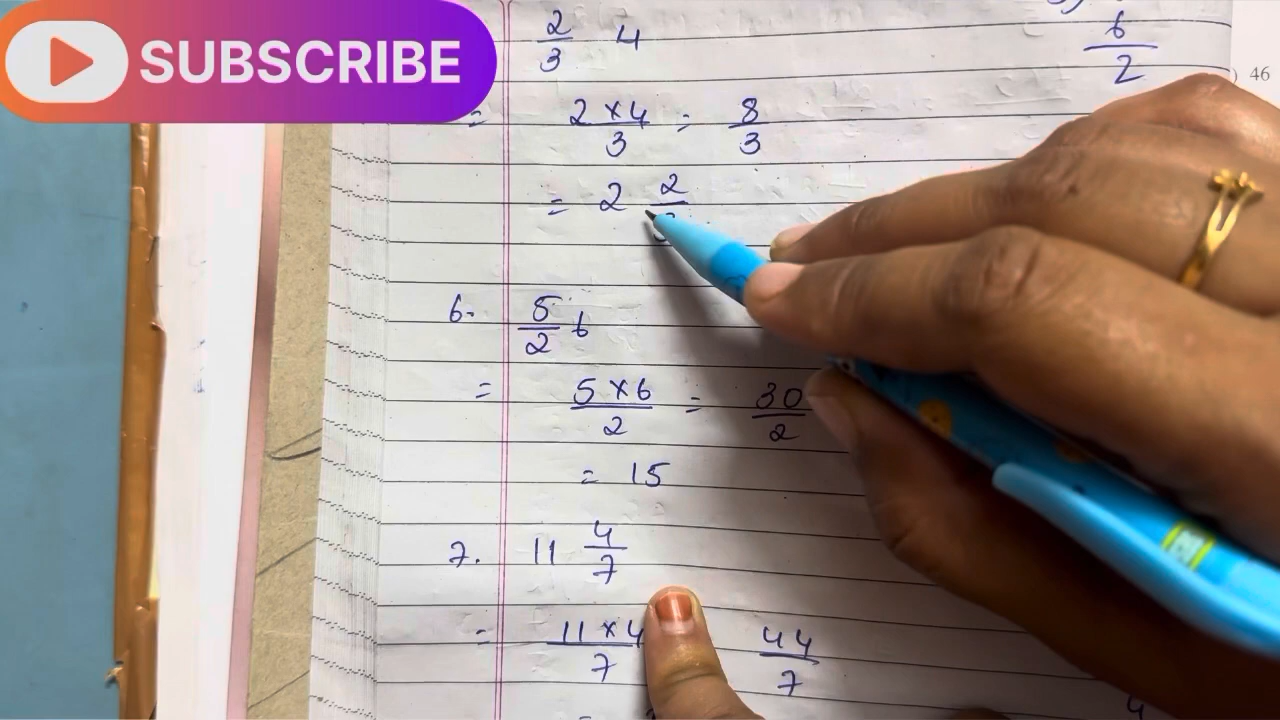 SUBSCRIBE
2/3 4
6/2
) 46
= 2 × 4/3 = 8/3
= 2 2/3
6. 5/2 6
= 5 × 6/2 = 30/2
= 15
7. 11 4/7
= 11 × 4/7 44/7
=
4